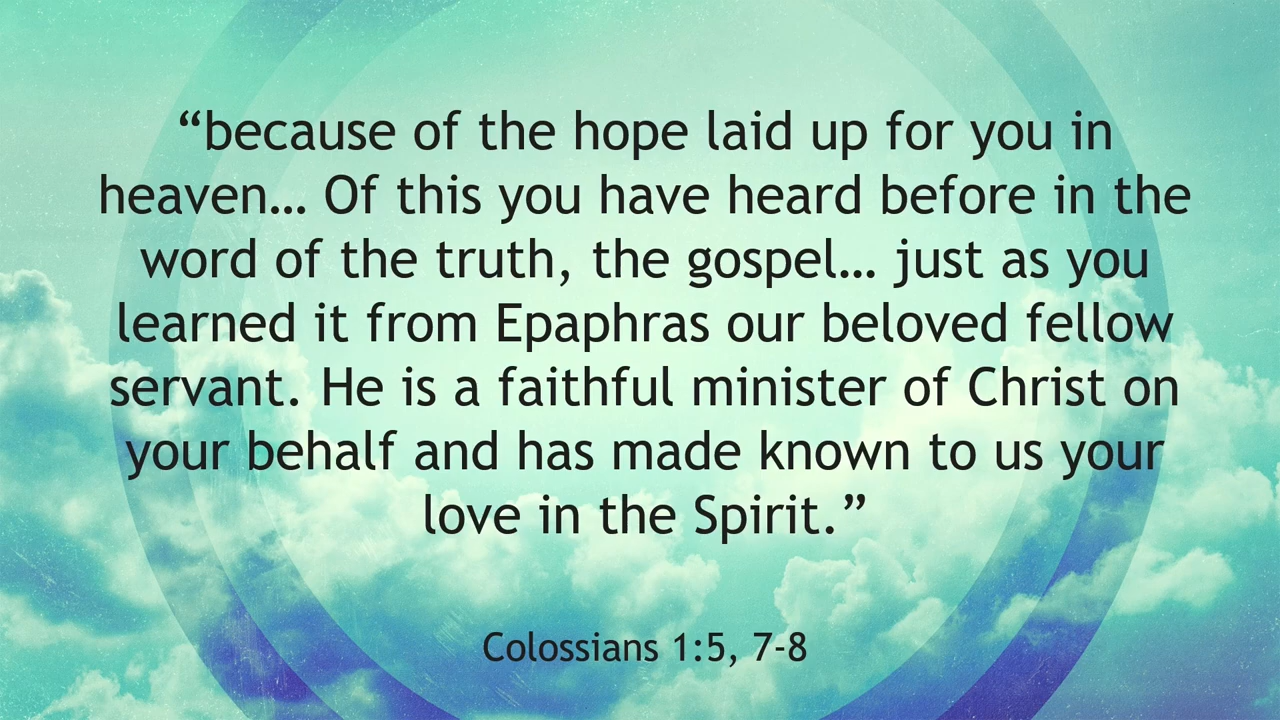 “because of the hope laid up for you in
heaven… Of this you have heard before in the
word of the truth, the gospel… just as you
learned it from Epaphras our beloved fellow
servant. He is a faithful minister of Christ on
your behalf and has made known to us your
love in the Spirit.”
Colossians 1:5, 7-8